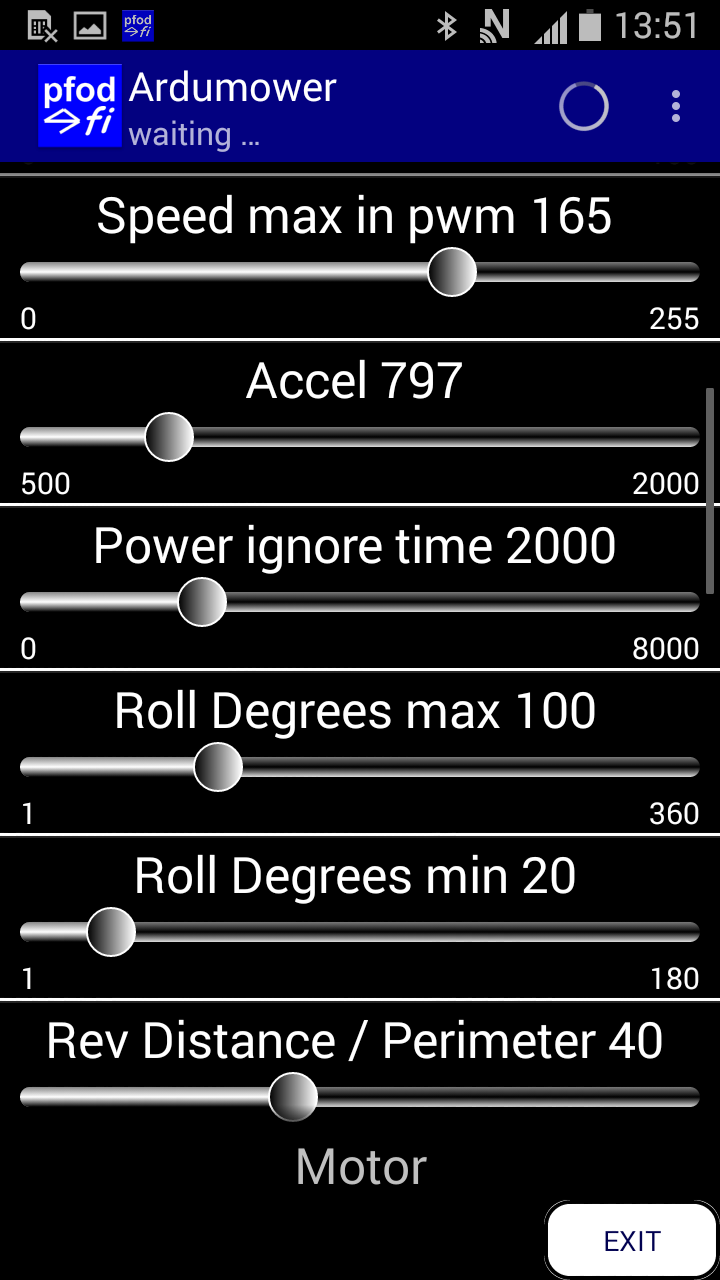 pfod
fi
13:51
pfod
fi
Ardumower
waiting ...
Speed max in pwm 165
0 255
Accel 797
500 2000
Power ignore time 2000
0 8000
Roll Degrees max 100
1 360
Roll Degrees min 20
1 180
Rev Distance / Perimeter 40
Motor
EXIT